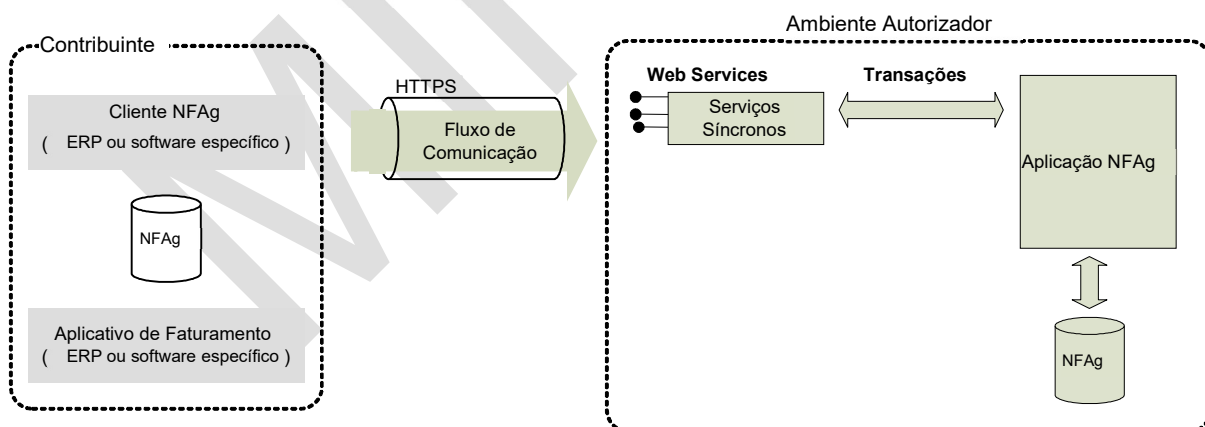 Ambiente Autorizador
Contribuinte
Cliente NFAg
( ERP ou software específico )
NFAg
Aplicativo de Faturamento
( ERP ou software específico )
HTTPS
Fluxo de
Comunicação
Web Services
Transações
Serviços
Síncronos
Aplicação NFAg
NFAg